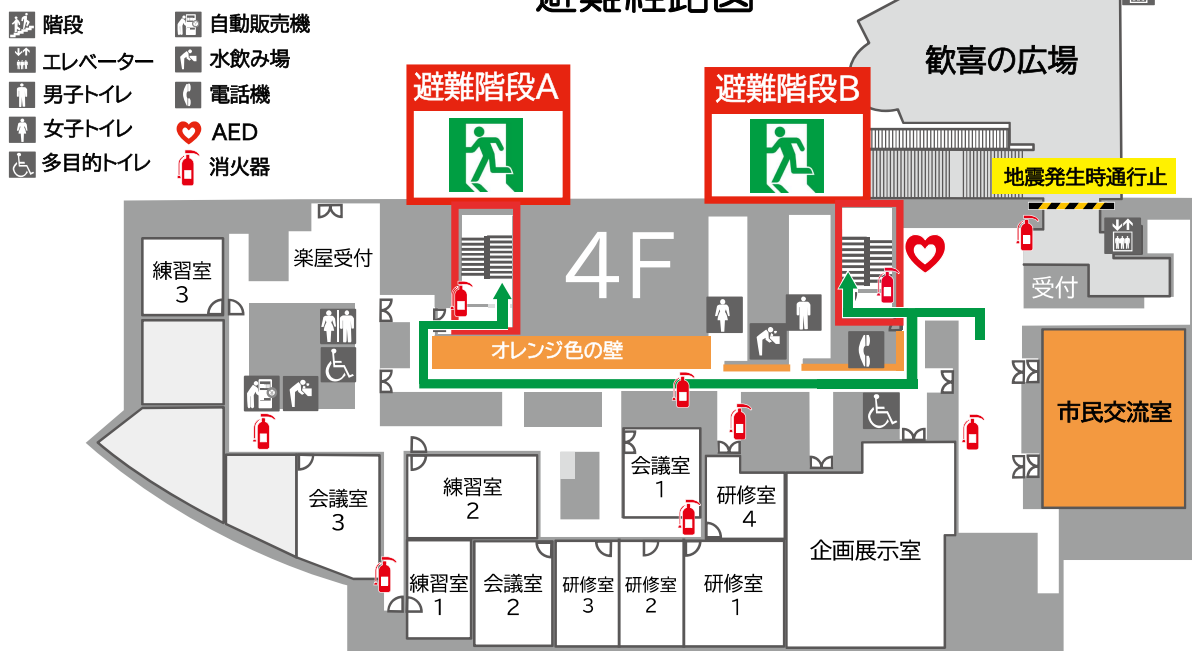 避難経路図
階段
自動販売機
エレベーター
水飲み場
男子トイレ
電話機
女子トイレ
AED
多目的トイレ
消火器
避難階段A
避難階段B
歓喜の広場
地震発生時通行止
4F
楽屋受付
練習室
3
受付
オレンジ色の壁
市民交流室
会議室
1
練習室
2
会議室
3
研修室
4
企画展示室
練習室
1
会議室
2
研修室
3
研修室
2
研修室
1